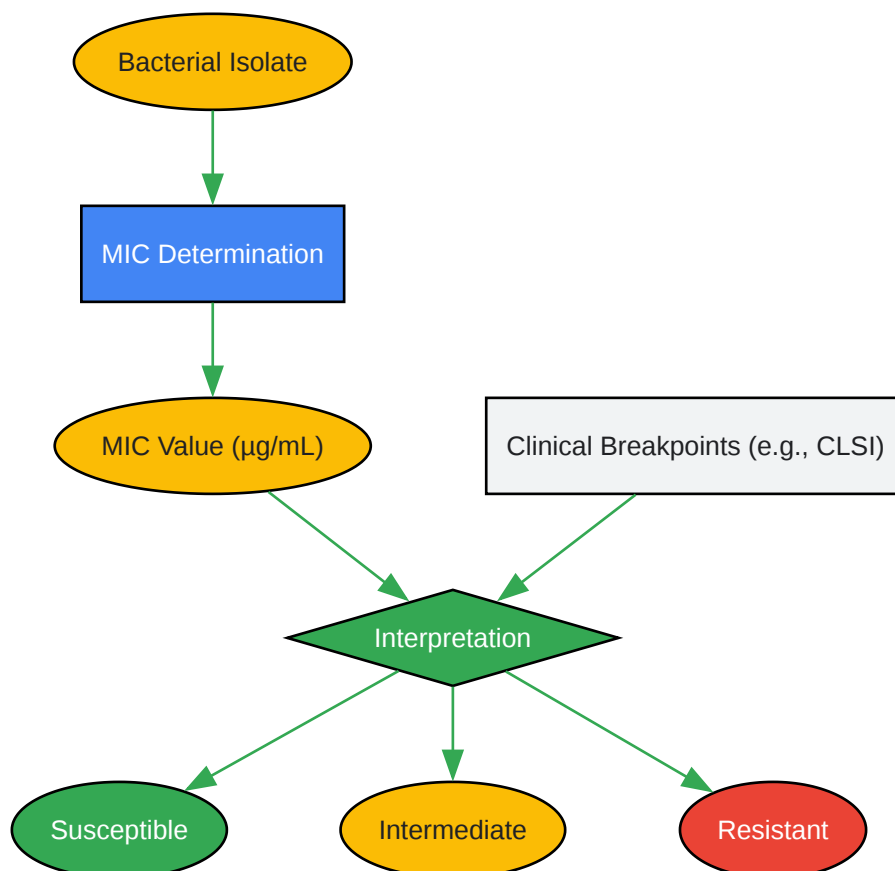 Bacterial Isolate
MIC Determination
MIC Value (µg/mL)
Clinical Breakpoints (e.g., CLSI)
Interpretation
Susceptible
Intermediate
Resistant